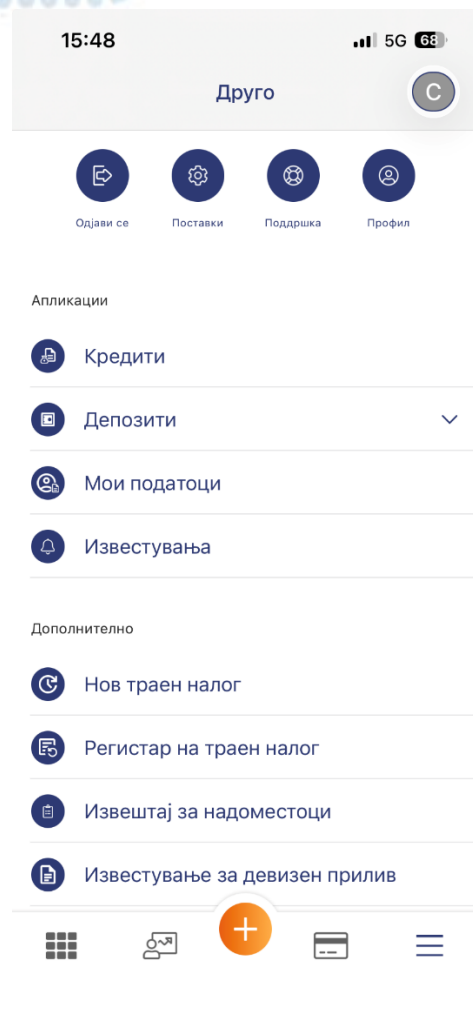 15:48 5G 68
Друго
C
Одјави се Поставки Поддршка Профил
Апликации
Кредити
Депозити
Мои податоци
Известувања
Дополнително
Нов траен налог
Регистар на траен налог
Извештај за надоместоци
Известување за девизен прилив